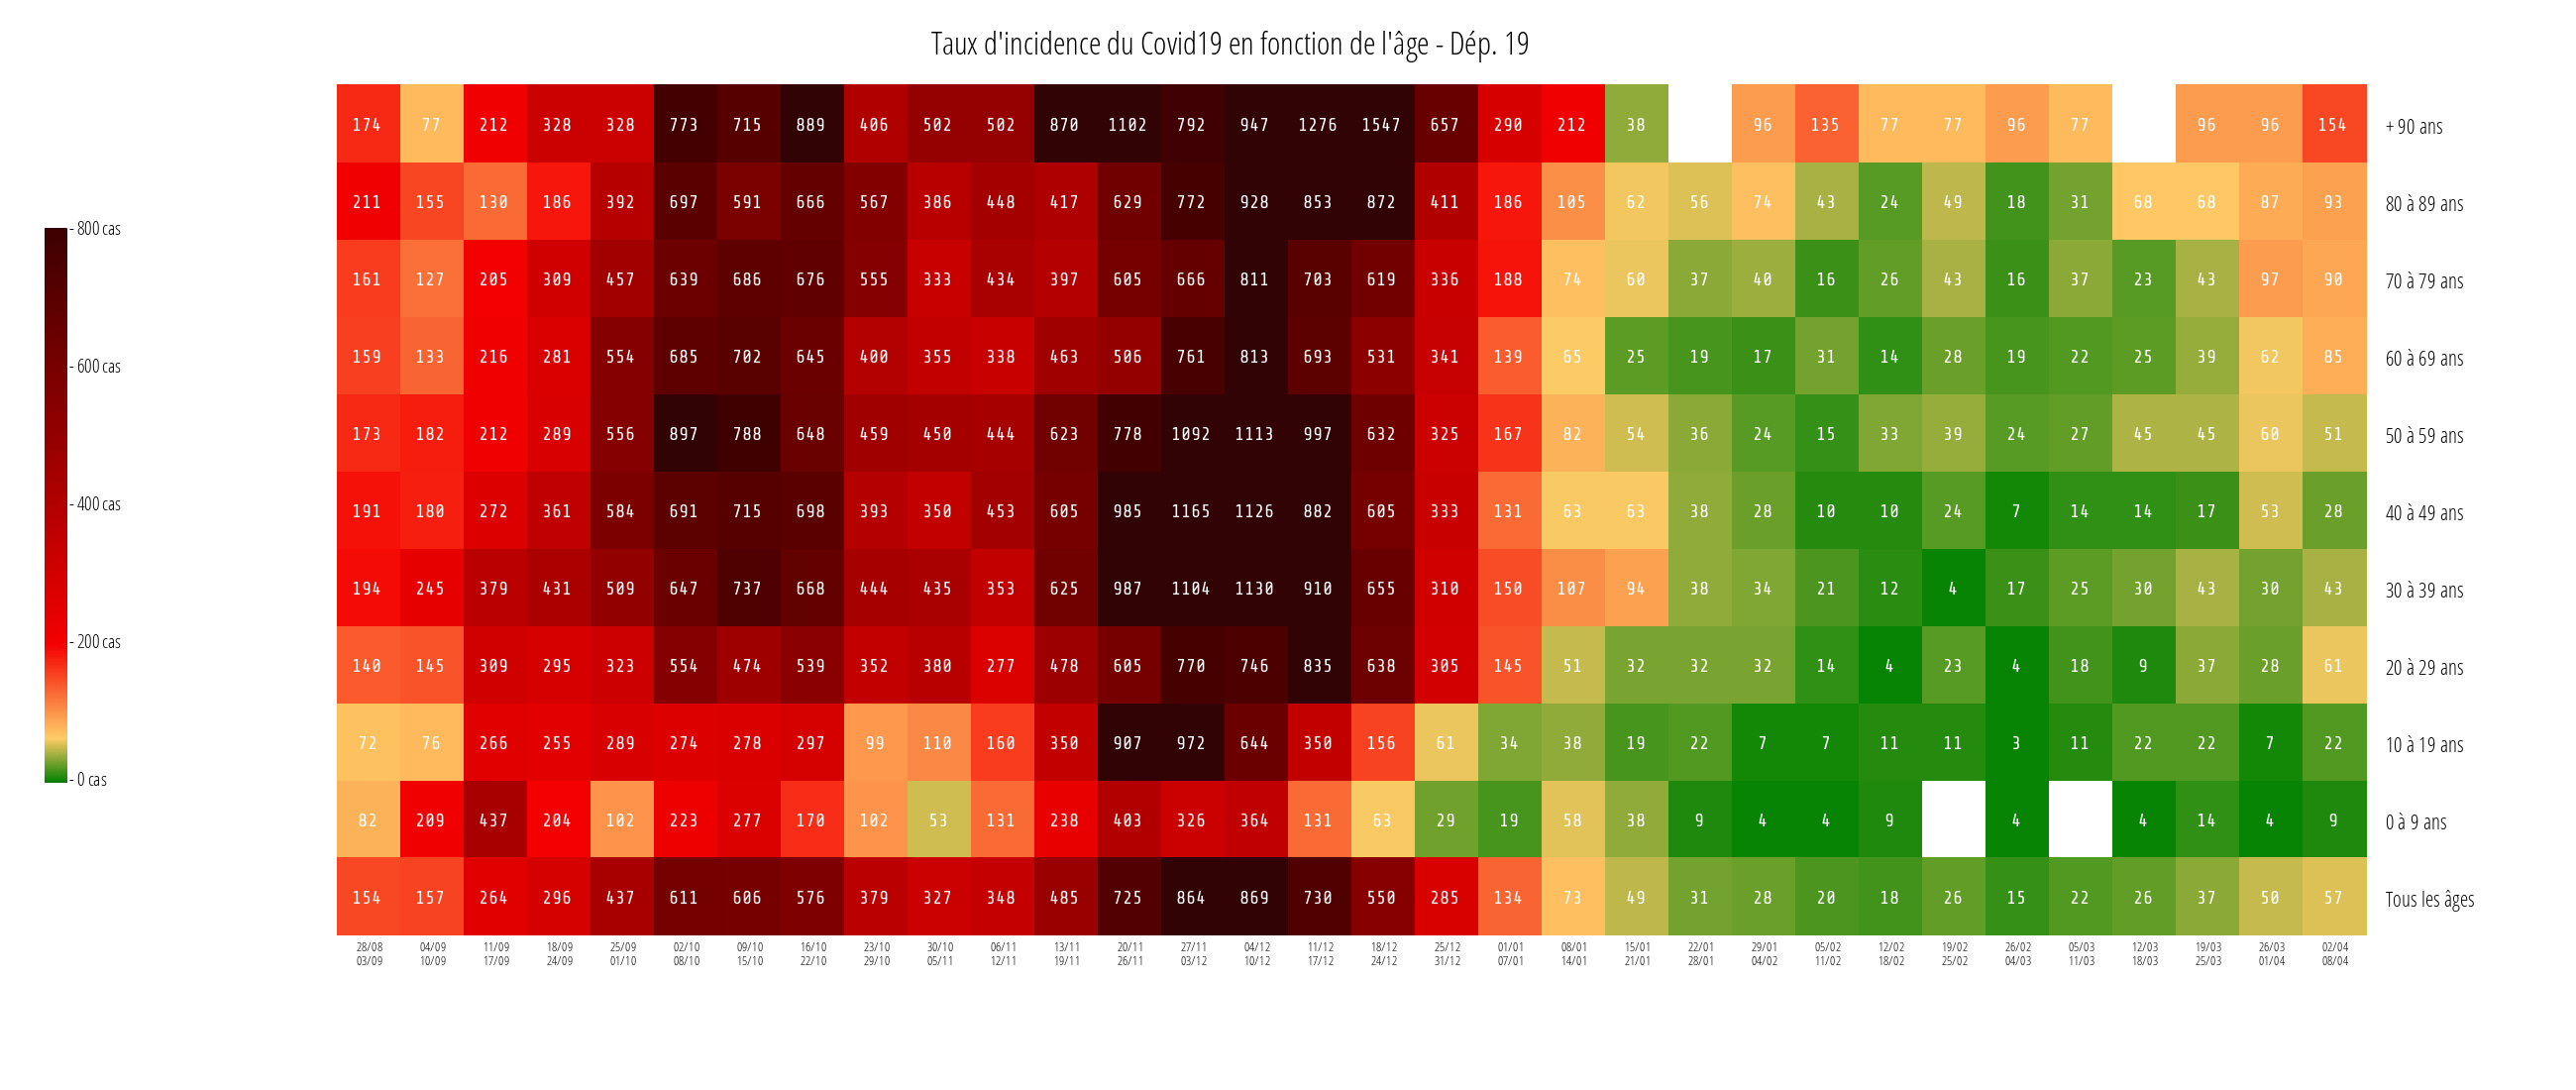 Taux d'incidence du Covid19 en fonction de l'âge - Dép. 19
174 77 212 328 328 773 715 889 406 502 502 870 1102 792 947 1276 1547 657 290 212 38 96 135 77 77 96 77 96 96 154 + 90 ans
211 155 130 186 392 697 591 666 567 386 448 417 629 772 928 853 872 411 186 105 62 56 74 43 24 49 18 31 68 68 87 93 80 à 89 ans
- 800 cas
161 127 205 309 457 639 686 676 555 333 434 397 605 666 811 703 619 336 188 74 60 37 40 16 26 43 16 37 23 43 97 90 70 à 79 ans
159 133 216 281 554 685 702 645 400 355 338 463 506 761 813 693 531 341 139 65 25 19 17 31 14 28 19 22 25 39 62 85 60 à 69 ans
- 600 cas
173 182 212 289 556 897 788 648 459 450 444 623 778 1092 1113 997 632 325 167 82 54 36 24 15 33 39 24 27 45 45 60 51 50 à 59 ans
- 400 cas
191 180 272 361 584 691 715 698 393 350 453 605 985 1165 1126 882 605 333 131 63 63 38 28 10 10 24 7 14 14 17 53 28 40 à 49 ans
194 245 379 431 509 647 737 668 444 435 353 625 987 1104 1130 910 655 310 150 107 94 38 34 21 12 4 17 25 30 43 30 43 30 à 39 ans
- 200 cas
140 145 309 295 323 554 474 539 352 380 277 478 605 770 746 835 638 305 145 51 32 32 32 14 4 23 4 18 9 37 28 61 20 à 29 ans
72 76 266 255 289 274 278 297 99 110 160 350 907 972 644 350 156 61 34 38 19 22 7 7 11 11 3 11 22 22 7 22 10 à 19 ans
- 0 cas
82 209 437 204 102 223 277 170 102 53 131 238 403 326 364 131 63 29 19 58 38 9 4 4 9 4 4 14 4 9 0 à 9 ans
154 157 264 296 437 611 606 576 379 327 348 485 725 864 869 730 550 285 134 73 49 31 28 20 18 26 15 22 26 37 50 57 Tous les âges
28/08 04/09 11/09 18/09 25/09 02/10 09/10 16/10 23/10 30/10 06/11 13/11 20/11 27/11 04/12 11/12 18/12 25/12 01/01 08/01 15/01 22/01 29/01 05/02 12/02 19/02 26/02 05/03 12/03 19/03 26/03 02/04
03/09 10/09 17/09 24/09 01/10 08/10 15/10 22/10 29/10 05/11 12/11 19/11 26/11 03/12 10/12 17/12 24/12 31/12 07/01 14/01 21/01 28/01 04/02 11/02 18/02 25/02 04/03 11/03 18/03 25/03 01/04 08/04